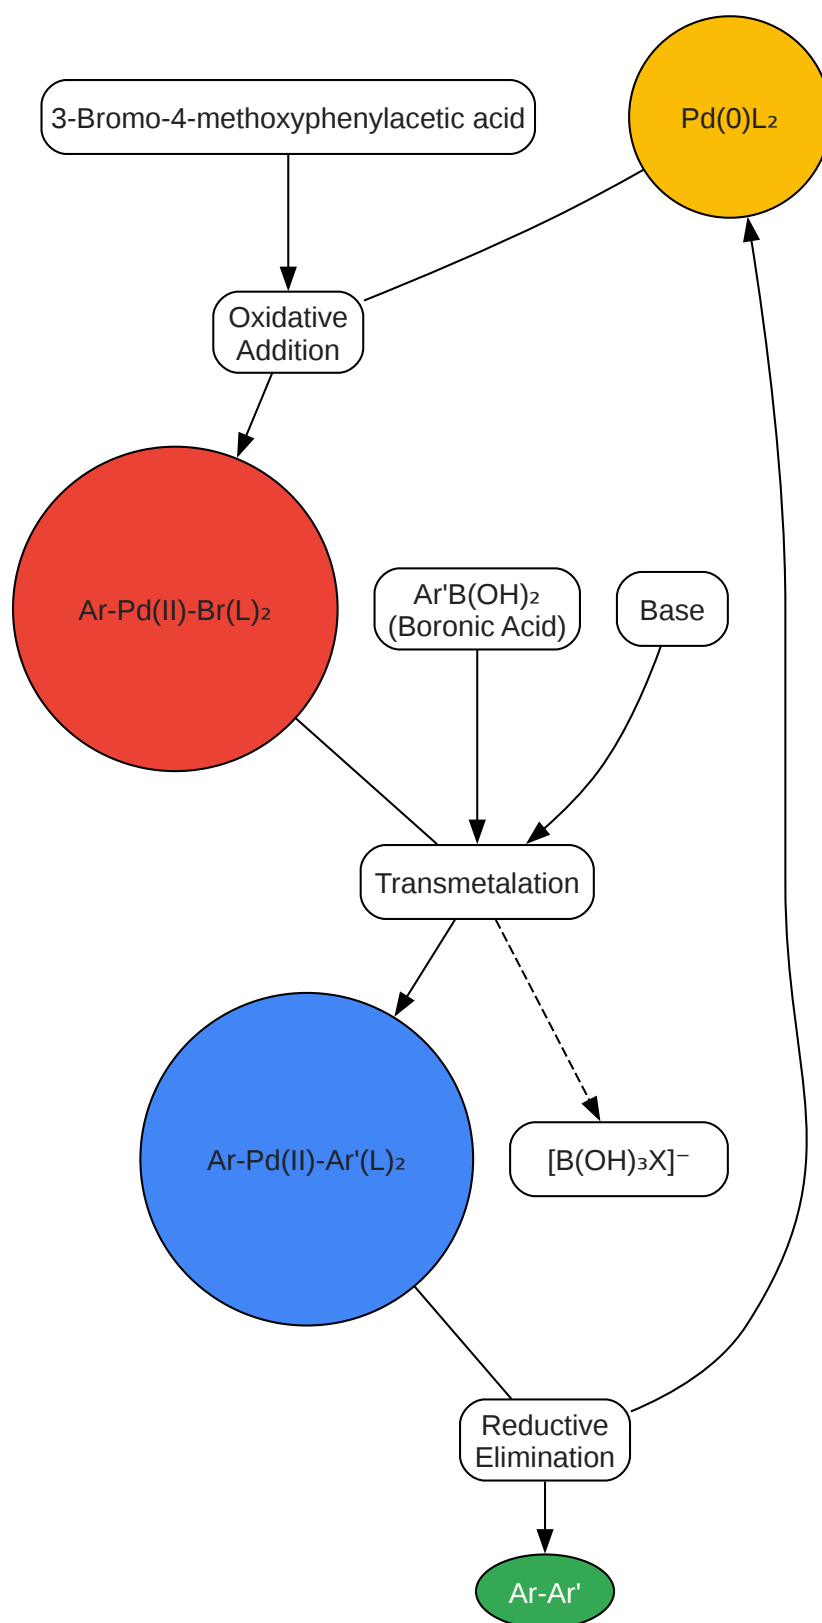 3-Bromo-4-methoxyphenylacetic acid
Pd(0)L₂
Oxidative
Addition
Ar-Pd(II)-Br(L)₂
Ar'B(OH)₂
(Boronic Acid)
Base
Transmetalation
Ar-Pd(II)-Ar'(L)₂
[B(OH)₃X]⁻
Reductive
Elimination
Ar-Ar'